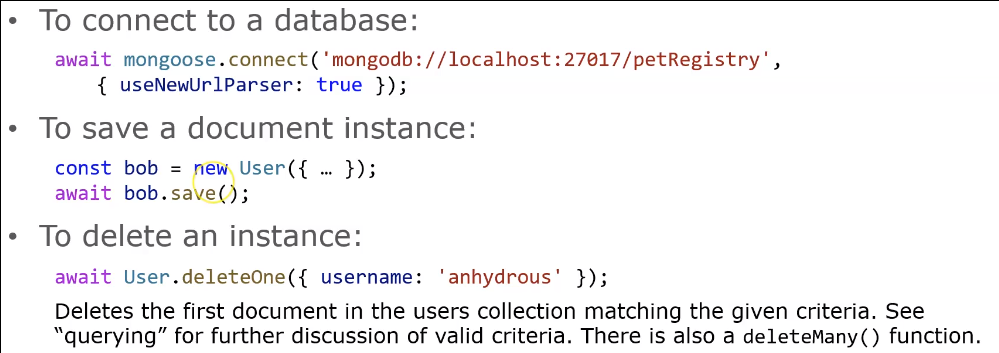 • To connect to a database:
await mongoose.connect('mongodb://localhost:27017/petRegistry',
{ useNewUrlParser: true });
• To save a document instance:
const bob = new User({ … });
await bob.save();
• To delete an instance:
await User.deleteOne({ username: 'anhydrous' });
Deletes the first document in the users collection matching the given criteria. See
“querying” for further discussion of valid criteria. There is also a deleteMany() function.